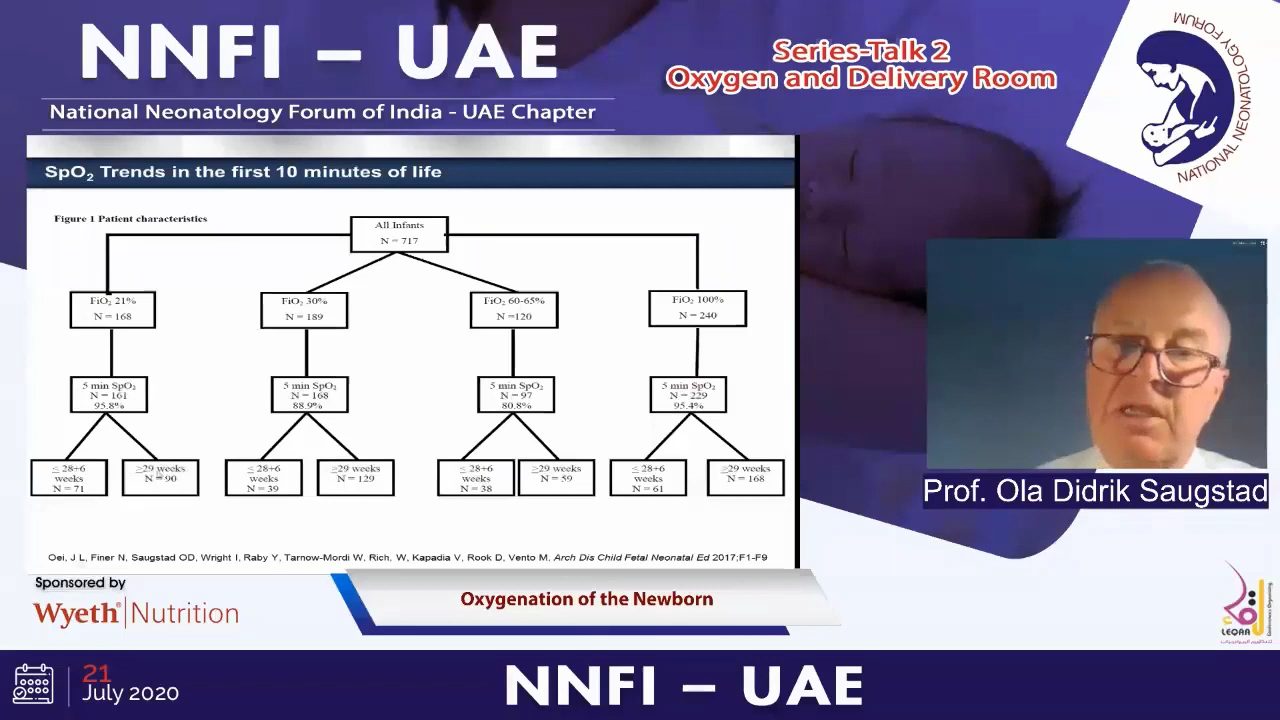 NNFI – UAE
National Neonatology Forum of India - UAE Chapter
Series-Talk 2
Oxygen and Delivery Room
NATIONAL NEONATOLOGY FORUM
SpO2 Trends in the first 10 minutes of life
Figure 1 Patient characteristics
All Infants
N = 717
FiO2 21%
N = 168
FiO2 30%
N = 189
FiO2 60-65%
N =120
FiO2 100%
N = 240
5 min SpO2
N = 161
95.8%
5 min SpO2
N = 168
88.9%
5 min SpO2
N = 97
80.8%
5 min SpO2
N = 229
95.4%
≤ 28+6
weeks
N = 71
≥29 weeks
N = 90
≤ 28+6
weeks
N = 39
≥29 weeks
N = 129
≤ 28+6
weeks
N = 38
≥29 weeks
N = 59
≤ 28+6
weeks
N = 61
≥29 weeks
N = 168
Oei, J L, Finer N, Saugstad OD, Wright I, Raby Y, Tarnow-Mordi W. Rich, W, Kapadia V, Rook D, Vento M, Arch Dis Child Fetal Neonatal Ed 2017;F1-F9
Prof. Ola Didrik Saugstad
Sponsored by
Wyeth® | Nutrition
Oxygenation of the Newborn
LEQAA
21
July 2020
NNFI – UAE